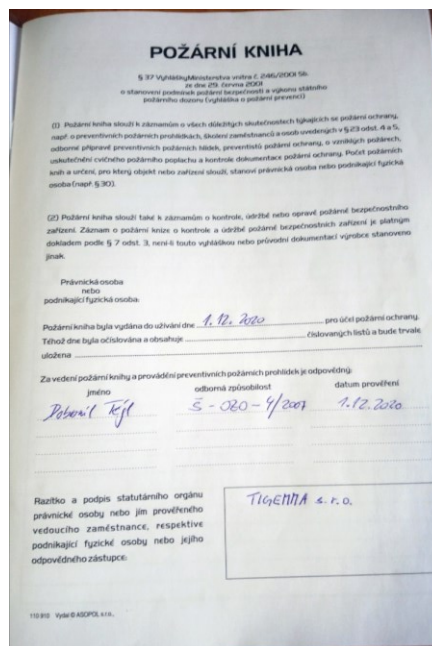 POŽÁRNÍ KNIHA
§ 37 Vyhlášky Ministerstva vnitra č. 246/2001 Sb.
ze dne 29. června 2001
o stanovení podmínek požární bezpečnosti a výkonu státního
požárního dozoru (vyhláška o požární prevenci)
(1) Požární kniha slouží k záznamům o všech důležitých skutečnostech týkajících se požární ochrany,
např. o preventivních požárních prohlídkách, školení zaměstnanců a osob uvedených v § 23 odst. 4 a 5,
odborné přípravě preventivních požárních hlídek, preventistů požární ochrany, o vzniklých požárech,
uskutečnění cvičného požárního poplachu a kontrole dokumentace požární ochrany. Počet požárních
knih a určení, pro který objekt nebo zařízení slouží, stanoví právnická osoba nebo podnikající fyzická
osoba (např. § 30).
(2) Požární kniha slouží také k záznamům o kontrole, údržbě nebo opravě požárně bezpečnostního
zařízení. Záznam o požární knize o kontrole a údržbě požárně bezpečnostních zařízení je platným
dokladem podle § 7 odst. 3, není-li touto vyhláškou nebo průvodní dokumentací výrobce stanoveno
jinak.
Právnická osoba
nebo
podnikající fyzická osoba:
Požární kniha byla vydána do užívání dne 1. 12. 2020 pro účel požární ochrany.
Téhož dne byla očíslována a obsahuje číslovaných listů a bude trvale
uložena
Za vedení požární knihy a provádění preventivních požárních prohlídek je odpovědný:
jméno odborná způsobilost datum prověření
Š - OZO - 4/2007 1.12.2020
Razítko a podpis statutárního orgánu
právnické osoby nebo jím prověřeného
vedoucího zaměstnance, respektive
podnikající fyzické osoby nebo jejího
odpovědného zástupce:
TIGEMMA s.r.o.
110 910 Vydal © ASOPOL s.r.o.,